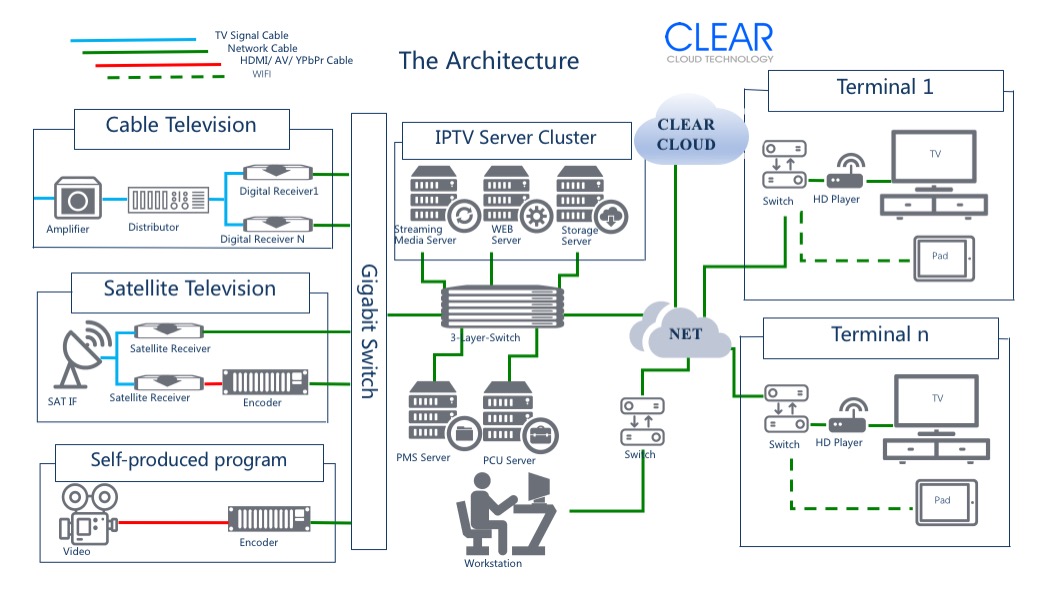 TV Signal Cable
Network Cable
HDMI/ AV/ YPbPr Cable
WIFI
The Architecture
CLEAR
CLOUD TECHNOLOGY
Cable Television
Amplifier
Distributor
Digital Receiver1
Digital Receiver N
Satellite Television
SAT IF
Satellite Receiver
Satellite Receiver
Encoder
Self-produced program
Video
Encoder
Gigabit Switch
IPTV Server Cluster
Streaming
Media Server
WEB
Server
Storage
Server
3-Layer-Switch
PMS Server
PCU Server
Workstation
CLEAR
CLOUD
NET
Switch
Terminal 1
Switch
HD Player
TV
Pad
Terminal n
Switch
HD Player
TV
Pad